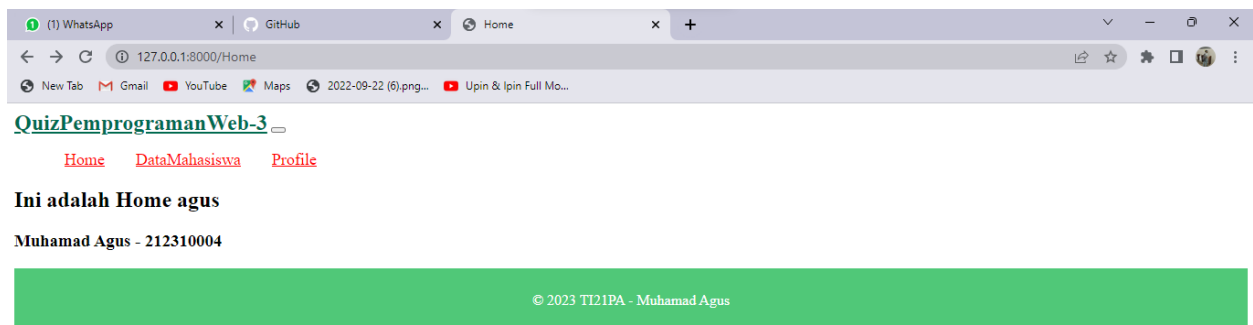 (1) WhatsApp GitHub Home
127.0.0.1:8000/Home
New Tab Gmail YouTube Maps 2022-09-22 (6).png... Upin & Ipin Full Mo...
QuizPemprogramanWeb-3
Home DataMahasiswa Profile
Ini adalah Home agus
Muhamad Agus - 212310004
© 2023 TI21PA - Muhamad Agus